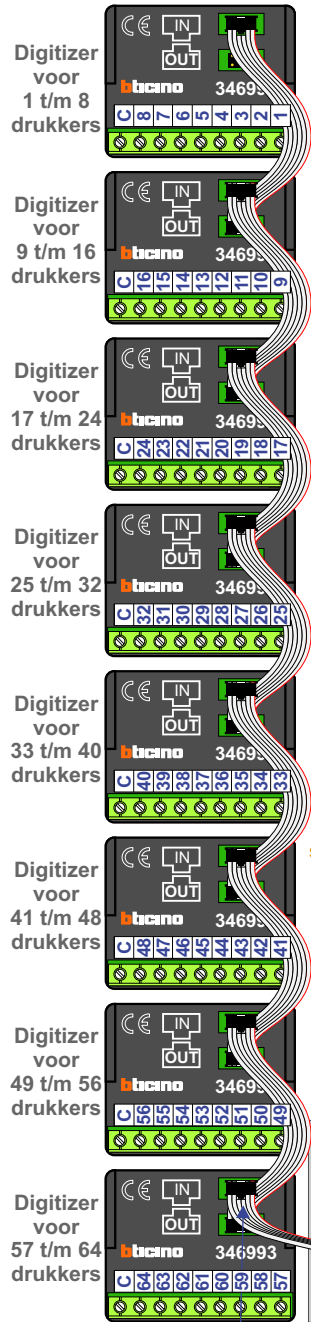 Digitizer
voor
1 t/m 8
drukkers
CE IN
OUT
bticino 34699
C 8 7 6 5 4 3 2 1
Digitizer
voor
9 t/m 16
drukkers
CE IN
OUT
bticino 34699
C 16 15 14 13 12 11 10 9
Digitizer
voor
17 t/m 24
drukkers
CE IN
OUT
bticino 34699
C 24 23 22 21 20 19 18 17
Digitizer
voor
25 t/m 32
drukkers
CE IN
OUT
bticino 34699
C 32 31 30 29 28 27 26 25
Digitizer
voor
33 t/m 40
drukkers
CE IN
OUT
bticino 34699
C 40 39 38 37 36 35 34 33
Digitizer
voor
41 t/m 48
drukkers
CE IN
OUT
bticino 34699
C 48 47 46 45 44 43 42 41
Digitizer
voor
49 t/m 56
drukkers
CE IN
OUT
bticino 34699
C 56 55 54 53 52 51 50 49
Digitizer
voor
57 t/m 64
drukkers
CE IN
OUT
bticino 346993
C 64 63 62 61 60 59 58 57